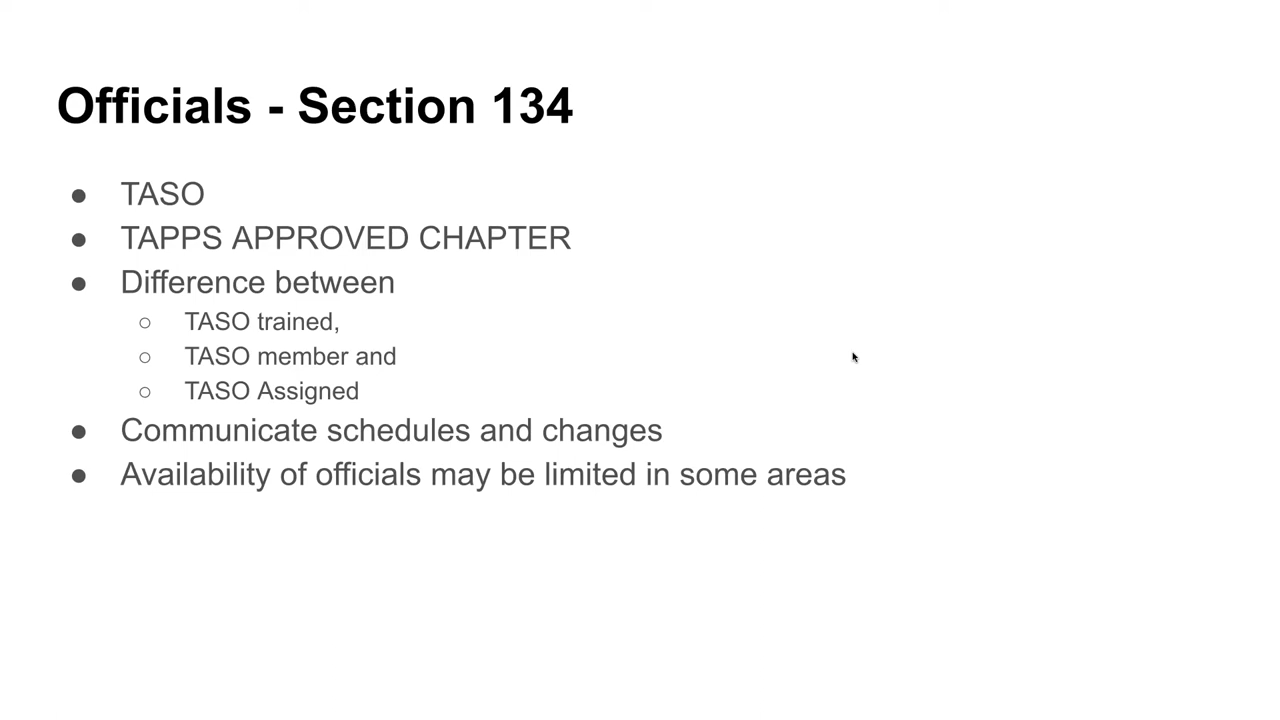 Officials - Section 134
● TASO
● TAPPS APPROVED CHAPTER
● Difference between
○ TASO trained,
○ TASO member and
○ TASO Assigned
● Communicate schedules and changes
● Availability of officials may be limited in some areas